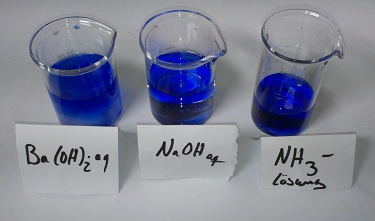 Ba(OH)₂·aq
NaOH aq
NH₃-
Lösung